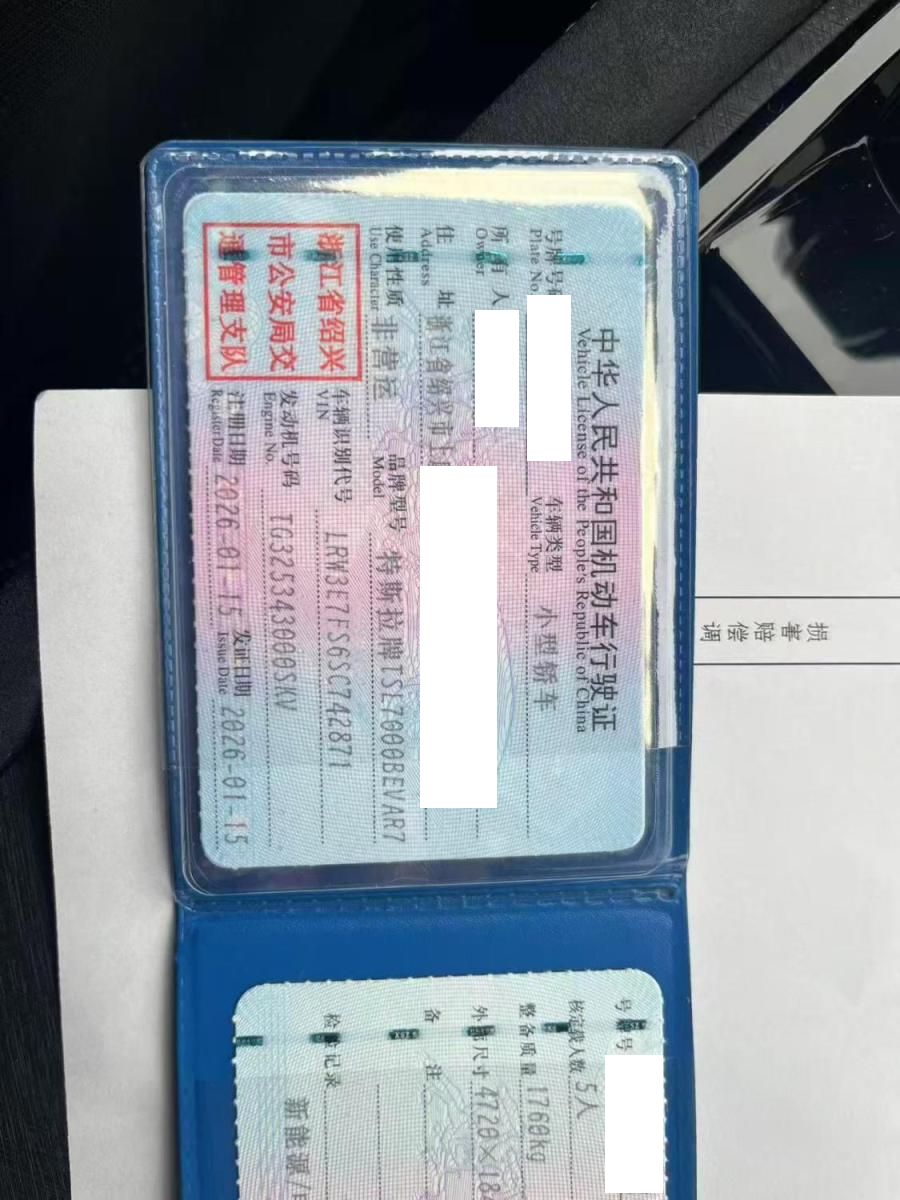 中华人民共和国机动车行驶证
Vehicle License of the People's Republic of China
号牌号码
Plate No.
车辆类型 小型轿车
Vehicle Type
所有人
Owner
住址 浙江省绍兴市上
Address
使用性质 非营运
Use Character
品牌型号 特斯拉牌TSL7000BEVAR7
Model
浙江省绍兴
市公安局交
通管理支队
车辆识别代号 LRW3E7FS6SC742871
VIN
发动机号码 TG325343000SKV
Engine No.
注册日期 2026-01-15
Register Date
发证日期 2026-01-15
Issue Date
号牌号
核定载人数 5人
整备质量 1760kg
外廓尺寸 4720×18
备注
检验记录
新能源/
损害赔偿调